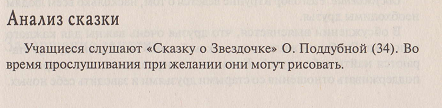 Анализ сказки
Учащиеся слушают «Сказку о Звездочке» О. Поддубной (34). Во
время прослушивания при желании они могут рисовать.